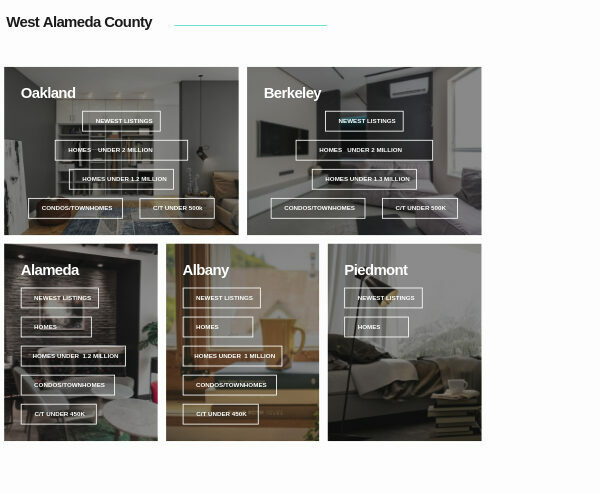 West Alameda County
Oakland
NEWEST LISTINGS
HOMES UNDER 2 MILLION
HOMES UNDER 1.2 MILLION
CONDOS/TOWNHOMES
C/T UNDER 500k
Berkeley
NEWEST LISTINGS
HOMES UNDER 2 MILLION
HOMES UNDER 1.3 MILLION
CONDOS/TOWNHOMES
C/T UNDER 500K
Alameda
NEWEST LISTINGS
HOMES
HOMES UNDER 1.2 MILLION
CONDOS/TOWNHOMES
C/T UNDER 450K
Albany
NEWEST LISTINGS
HOMES
HOMES UNDER 1 MILLION
CONDOS/TOWNHOMES
C/T UNDER 450K
Piedmont
NEWEST LISTINGS
HOMES